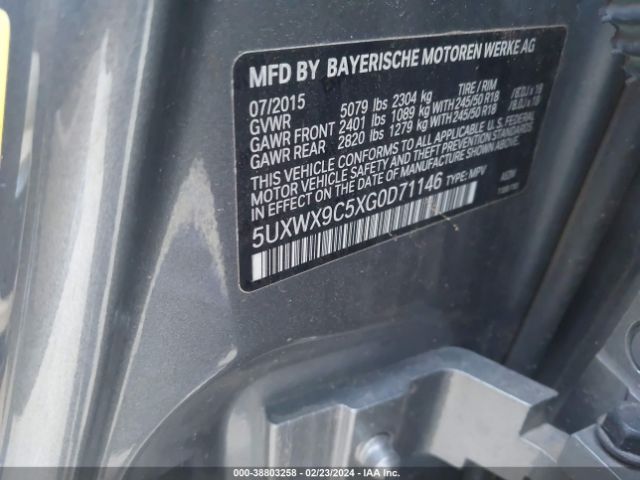 MFD BY BAYERISCHE MOTOREN WERKE AG
07/2015
GVWR 5079 lbs 2304 kg TIRE / RIM
GAWR FRONT 2401 lbs 1089 kg WITH 245/50 R18
GAWR REAR 2820 lbs 1279 kg WITH 245/50 R18
THIS VEHICLE CONFORMS TO ALL APPLICABLE U.S. FEDERAL
MOTOR VEHICLE SAFETY AND THEFT PREVENTION STANDARDS
IN EFFECT ON THE DATE OF MANUFACTURE SHOWN ABOVE.
5UXWX9C5XG0D71146 TYPE: MPV
000-38803258 - 02/23/2024 - IAA Inc.